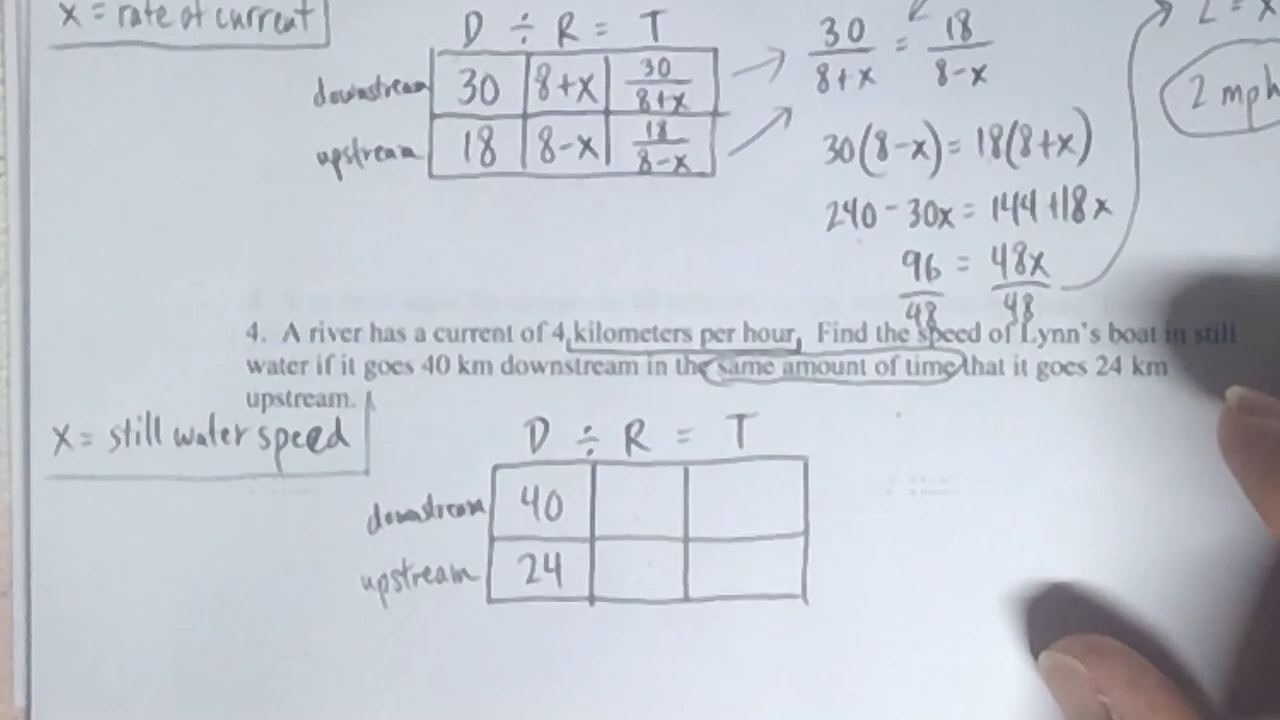 x = rate of current
D ÷ R = T
downstream 30 8+x 30/8+x
upstream 18 8-x 18/8-x
30/8+x = 18/8-x
30(8-x) = 18(8+x)
240 - 30x = 144 + 18x
96/48 = 48x/48
2 = x
2 mph
4. A river has a current of 4 kilometers per hour. Find the speed of Lynn's boat in still
water if it goes 40 km downstream in the same amount of time that it goes 24 km
upstream.
x = still water speed
D ÷ R = T
downstream 40
upstream 24